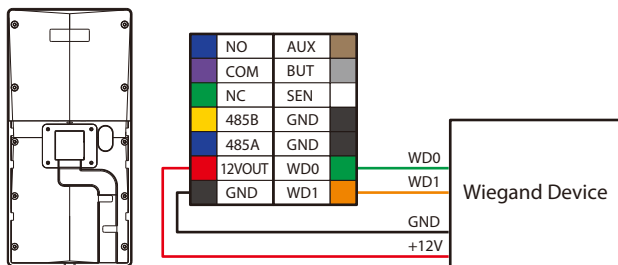 NO AUX
COM BUT
NC SEN
485B GND
485A GND
12VOUT WD0
GND WD1
WD0
WD1
GND
+12V
Wiegand Device